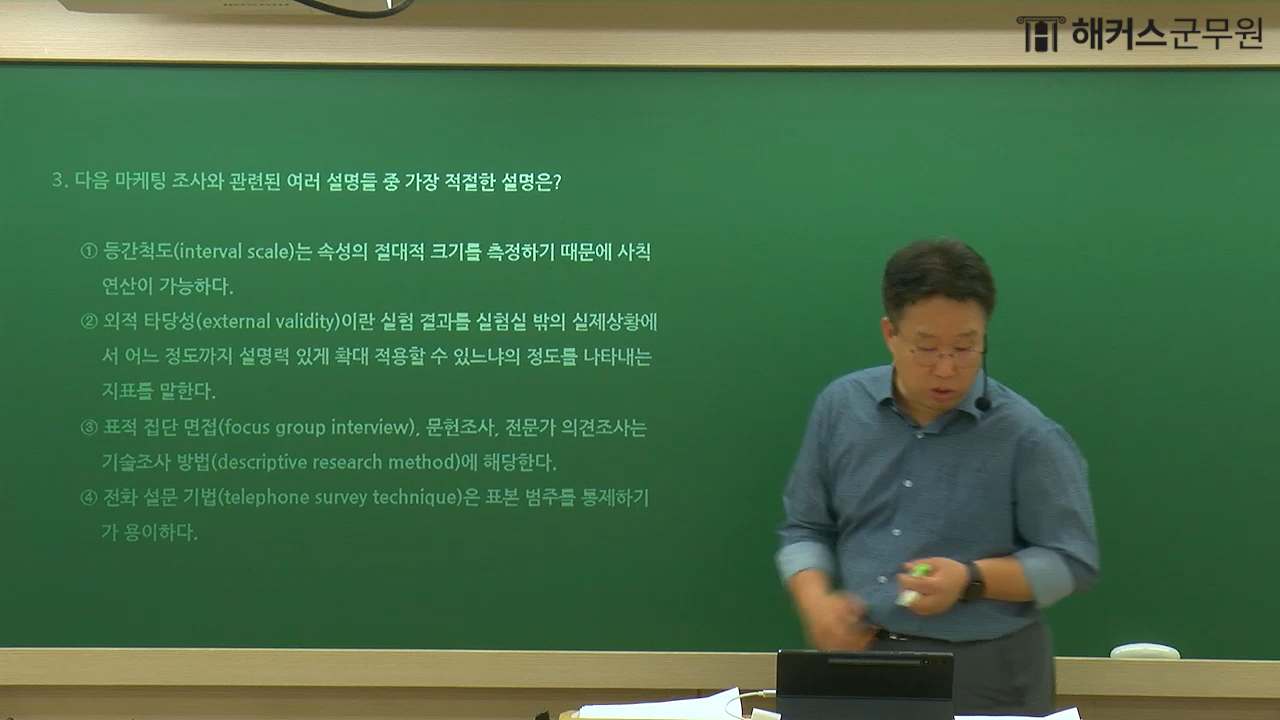 해커스군무원
3. 다음 마케팅 조사와 관련된 여러 설명들 중 가장 적절한 설명은?
① 등간척도(interval scale)는 속성의 절대적 크기를 측정하기 때문에 사칙
연산이 가능하다.
② 외적 타당성(external validity)이란 실험 결과를 실험실 밖의 실제상황에
서 어느 정도까지 설명력 있게 확대 적용할 수 있느냐의 정도를 나타내는
지표를 말한다.
③ 표적 집단 면접(focus group interview), 문헌조사, 전문가 의견조사는
기술조사 방법(descriptive research method)에 해당한다.
④ 전화 설문 기법(telephone survey technique)은 표본 범주를 통제하기
가 용이하다.